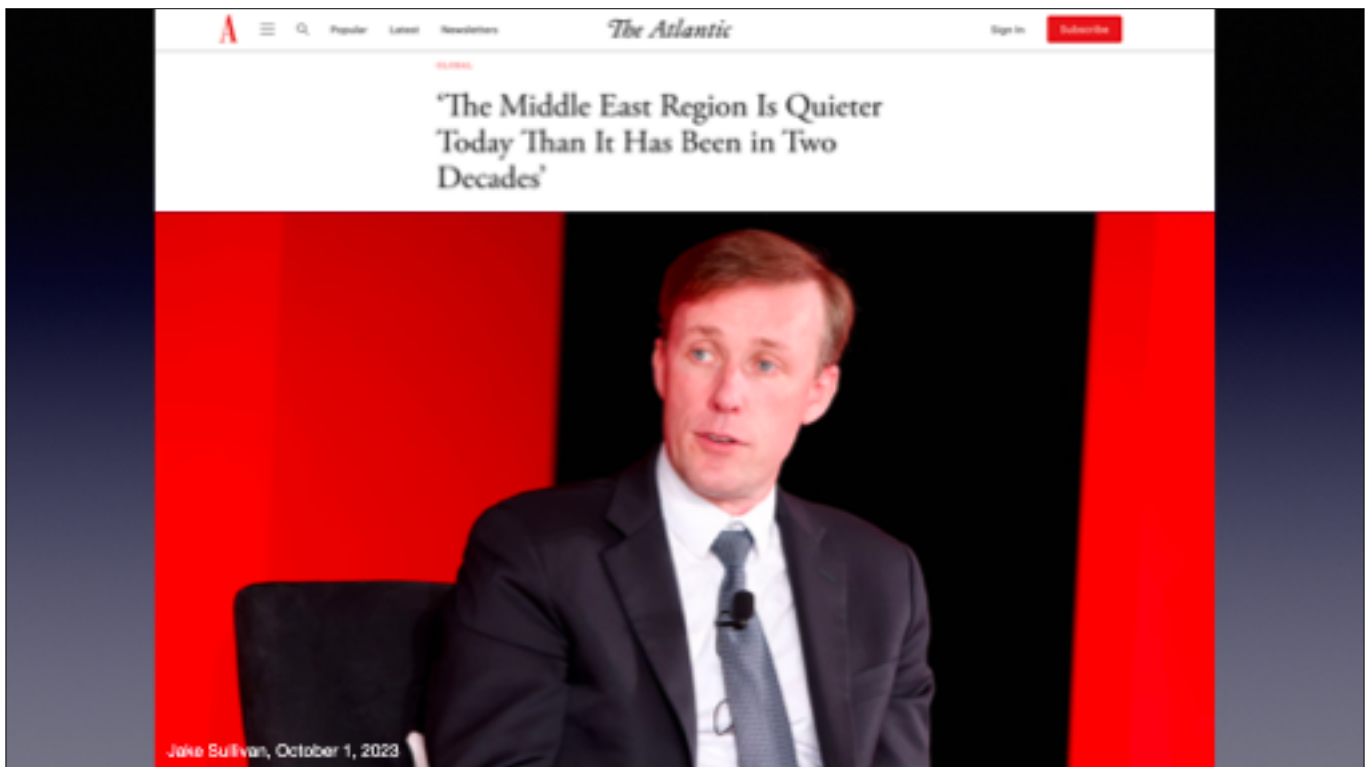 A Popular Latest Newsletters The Atlantic Sign In Subscribe
GLOBAL
‘The Middle East Region Is Quieter
Today Than It Has Been in Two
Decades’
Jake Sullivan, October 1, 2023